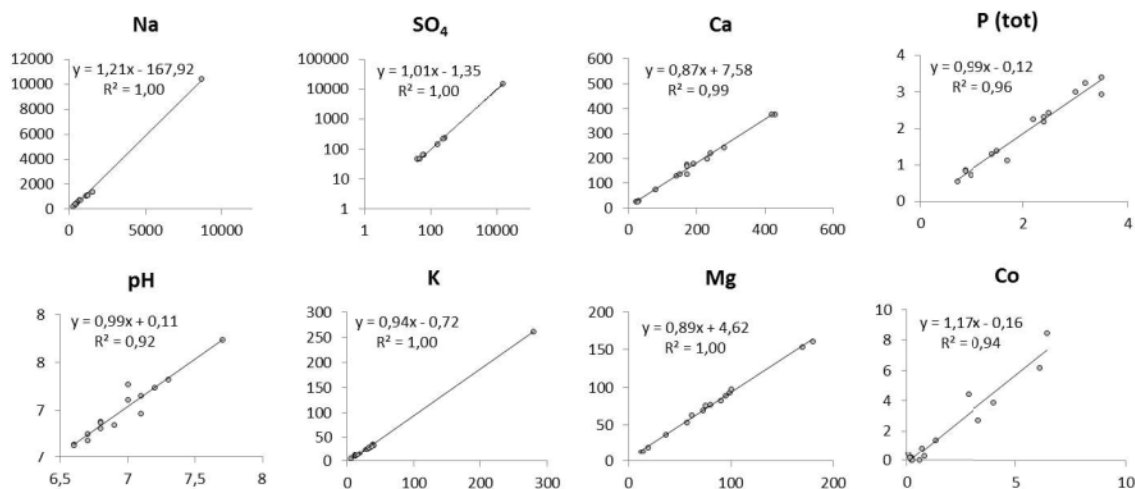 Na
y = 1,21x - 167,92
R² = 1,00
12000
10000
8000
6000
4000
2000
0
0 5000 10000
SO₄
y = 1,01x - 1,35
R² = 1,00
100000
10000
1000
100
10
1
1 100 10000
Ca
y = 0,87x + 7,58
R² = 0,99
600
500
400
300
200
100
0
0 200 400 600
P (tot)
y = 0,99x - 0,12
R² = 0,96
4
3
2
1
0
0 2 4
pH
y = 0,99x + 0,11
R² = 0,92
8
8
7
7
6,5 7 7,5 8
K
y = 0,94x - 0,72
R² = 1,00
300
250
200
150
100
50
0
0 100 200 300
Mg
y = 0,89x + 4,62
R² = 1,00
200
150
100
50
0
0 100 200
Co
y = 1,17x - 0,16
R² = 0,94
10
8
6
4
2
0
0 5 10